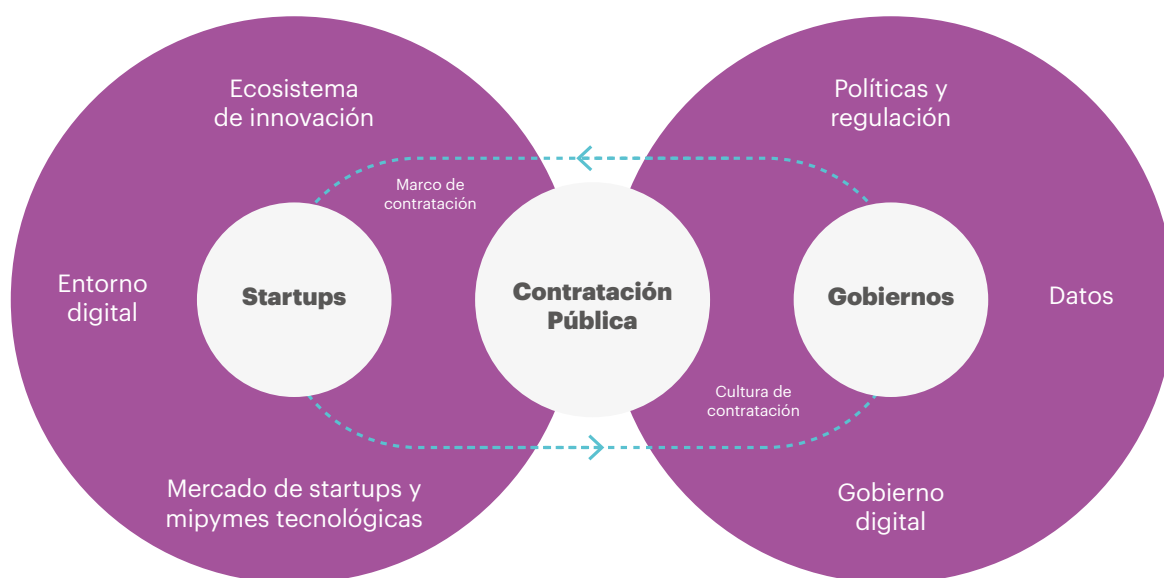 Ecosistema
de innovación
Políticas y
regulación
Marco de
contratación
Entorno
digital
Startups
Contratación
Pública
Gobiernos
Datos
Cultura de
contratación
Mercado de startups y
mipymes tecnológicas
Gobierno
digital